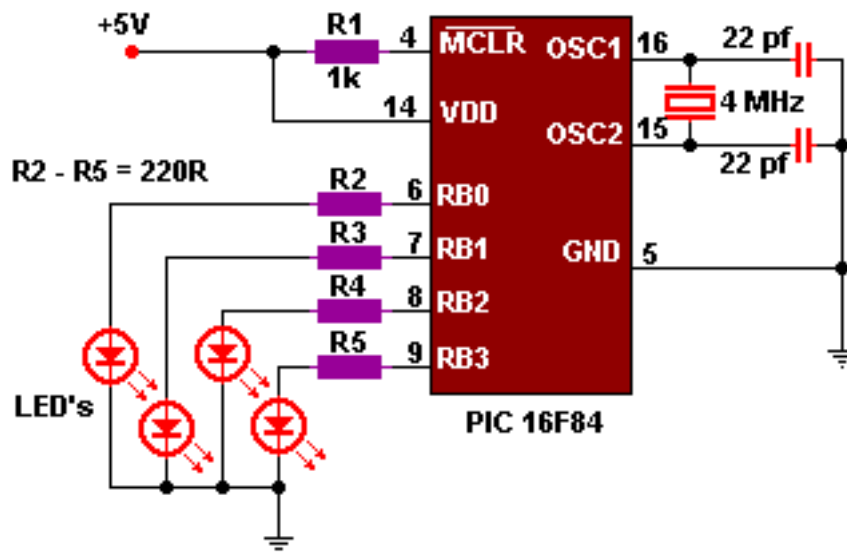 +5V
R1
1k
4
MCLR
14
VDD
OSC1
16
22 pf
4 MHz
OSC2
15
22 pf
R2 - R5 = 220R
R2
6
RB0
R3
7
RB1
GND
5
R4
8
RB2
R5
9
RB3
LED's
PIC 16F84